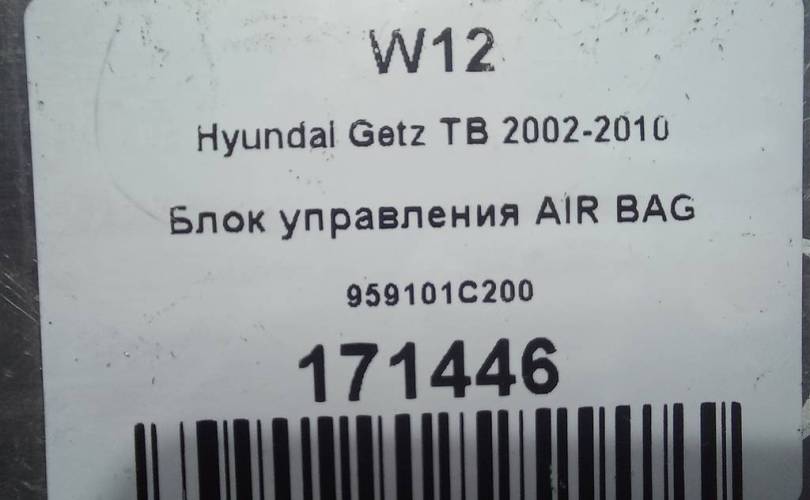 W12
Hyundai Getz TB 2002-2010
Блок управления AIR BAG
959101C200
171446